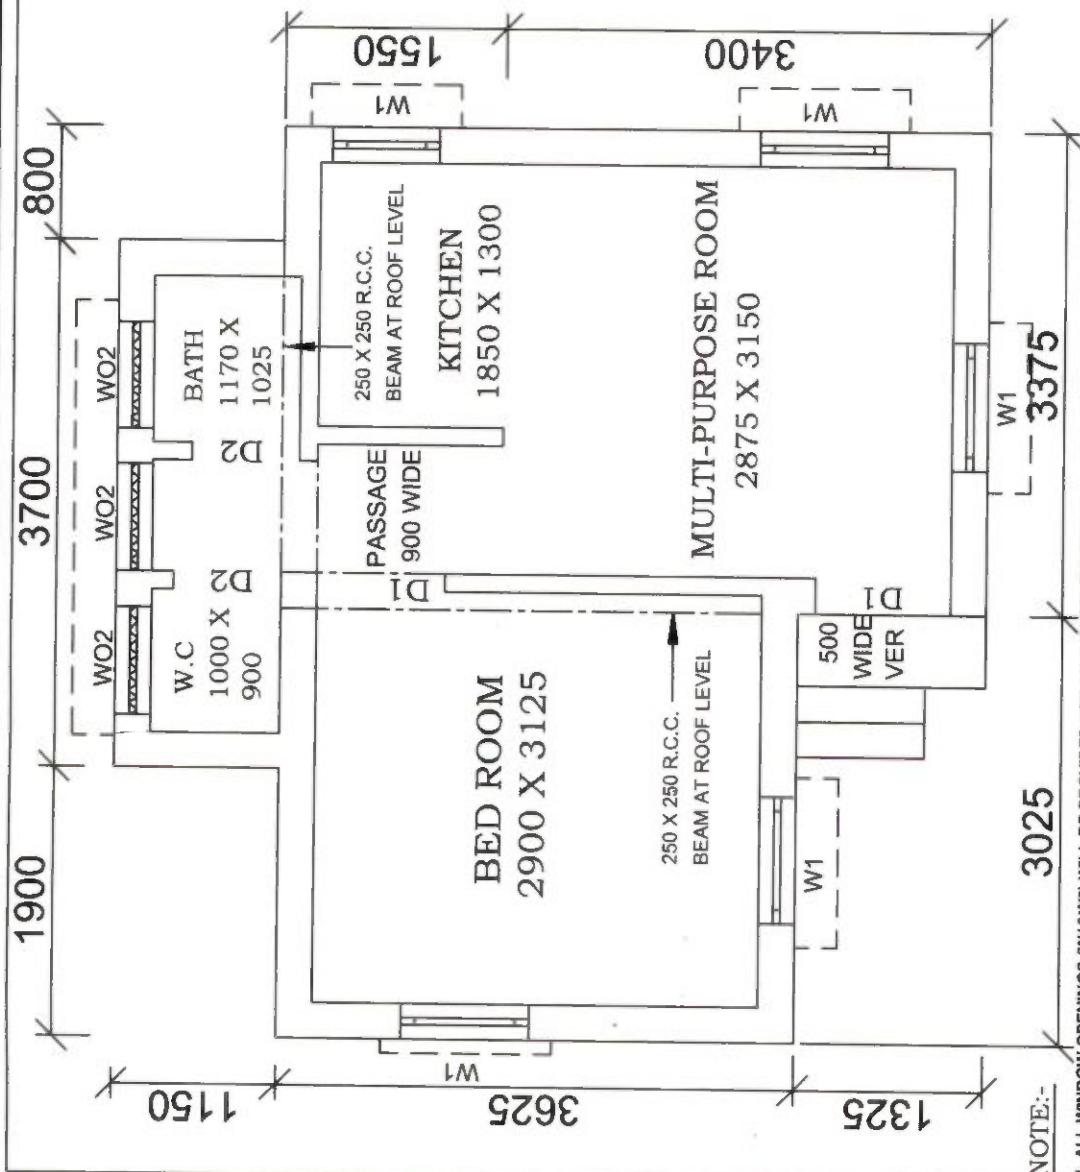 1900
3700
800
1150
3625
1325
1550
3400
3025
3375
WO2
WO2
WO2
W.C
1000 X
900
D2
D2
BATH
1170 X
1025
250 X 250 R.C.C.
BEAM AT ROOF LEVEL
KITCHEN
1850 X 1300
PASSAGE
900 WIDE
D1
BED ROOM
2900 X 3125
250 X 250 R.C.C.
BEAM AT ROOF LEVEL
MULTI-PURPOSE ROOM
2875 X 3150
D1
500
WIDE
VER
W1
W1
W1
W1
W1
NOTE:-